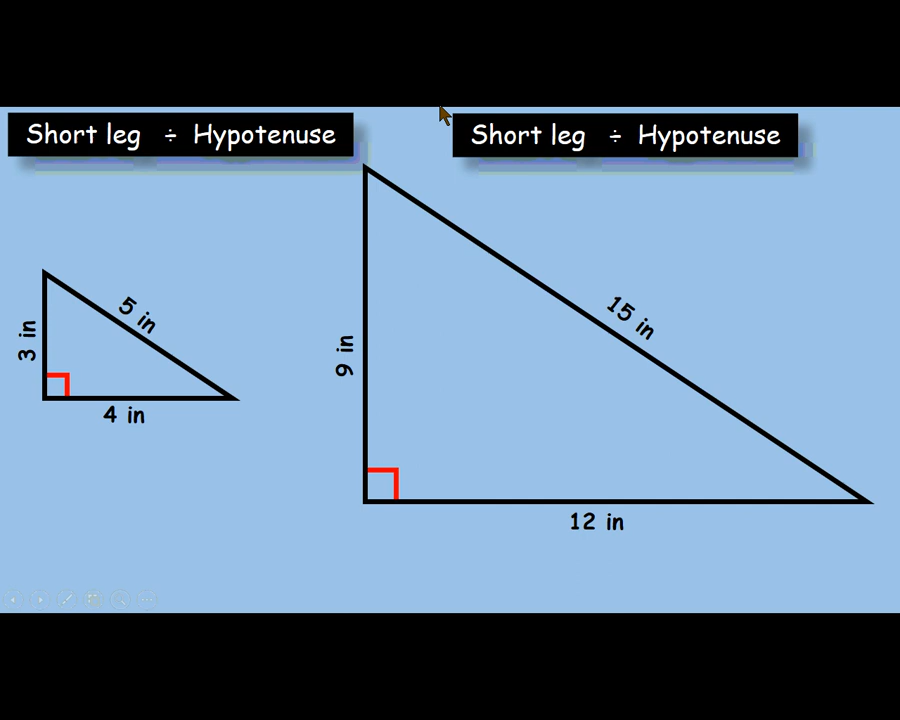 Short leg ÷ Hypotenuse
Short leg ÷ Hypotenuse
5 in
3 in
4 in
15 in
9 in
12 in